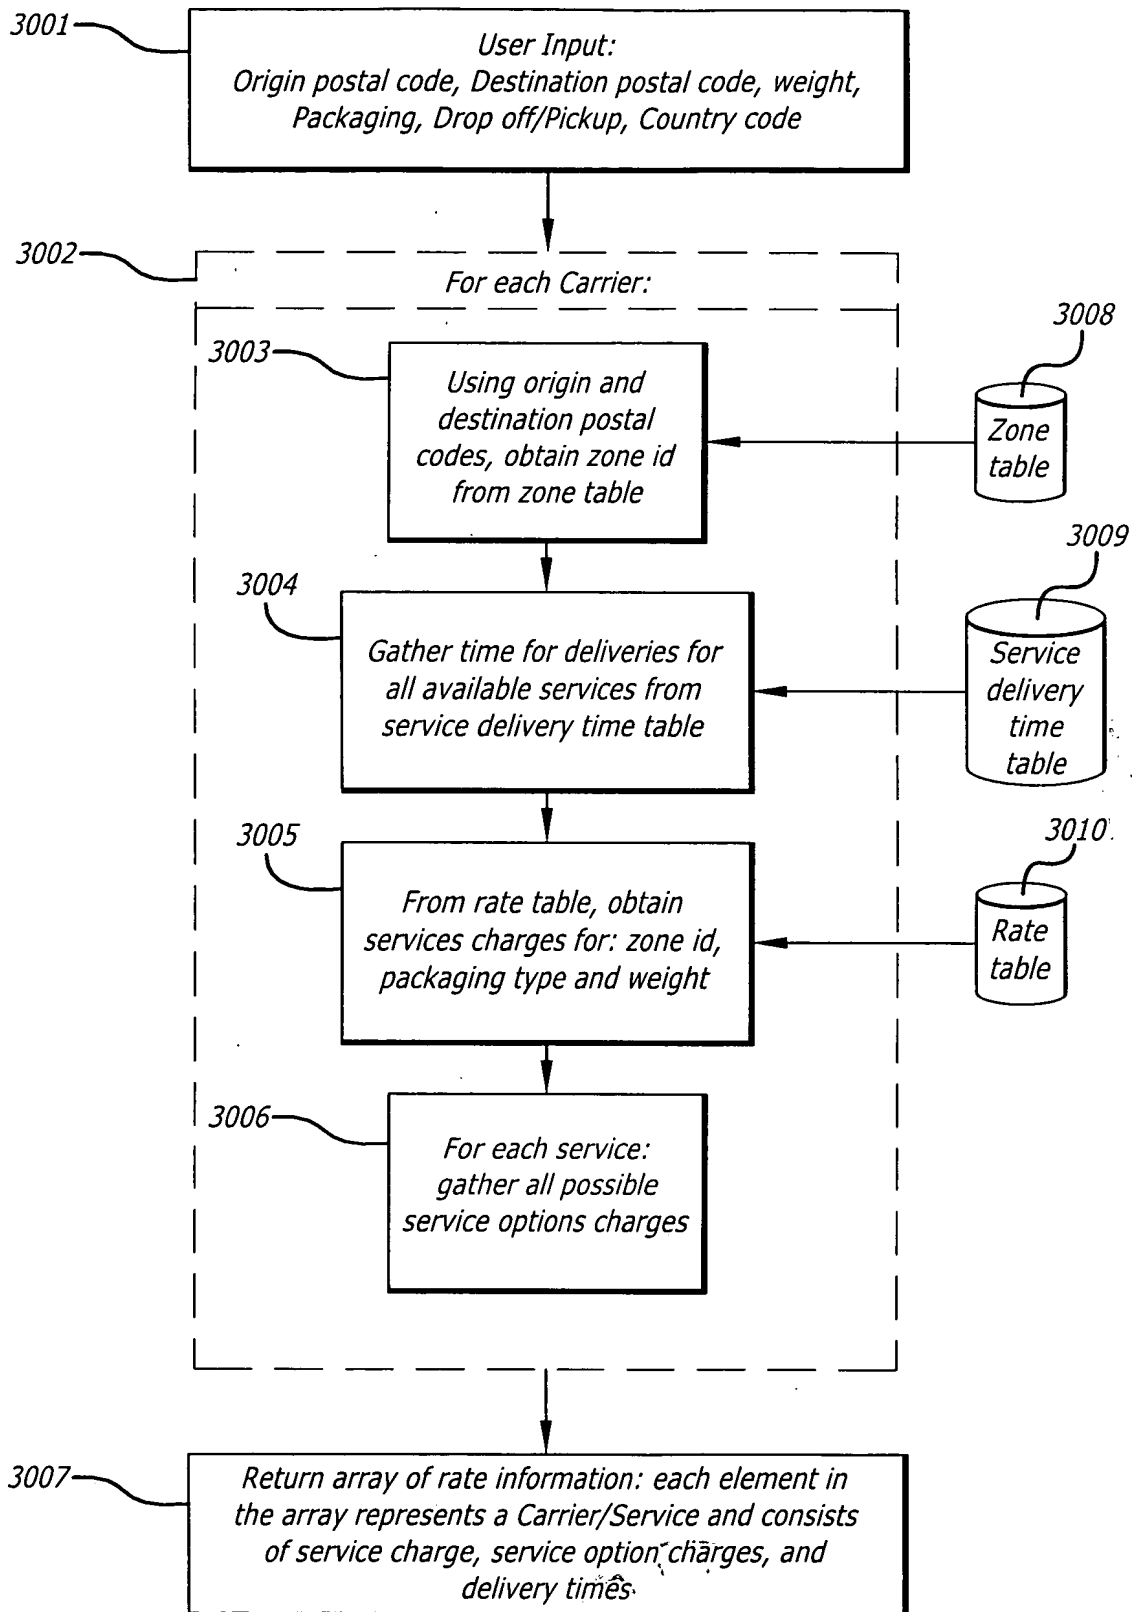 3001
User Input:
Origin postal code, Destination postal code, weight,
Packaging, Drop off/Pickup, Country code
3002
For each Carrier:
3003
Using origin and
destination postal
codes, obtain zone id
from zone table
3008
Zone
table
3004
Gather time for deliveries for
all available services from
service delivery time table
3009
Service
delivery
time
table
3005
From rate table, obtain
services charges for: zone id,
packaging type and weight
3010
Rate
table
3006
For each service:
gather all possible
service options charges
3007
Return array of rate information: each element in
the array represents a Carrier/Service and consists
of service charge, service option charges, and
delivery times